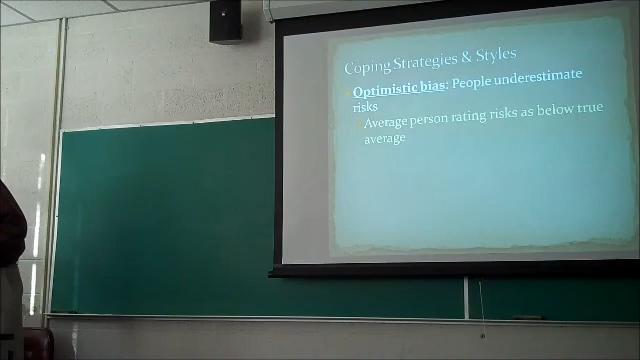 Coping Strategies & Styles
Optimistic bias: People underestimate
risks
Average person rating risks as below true
average